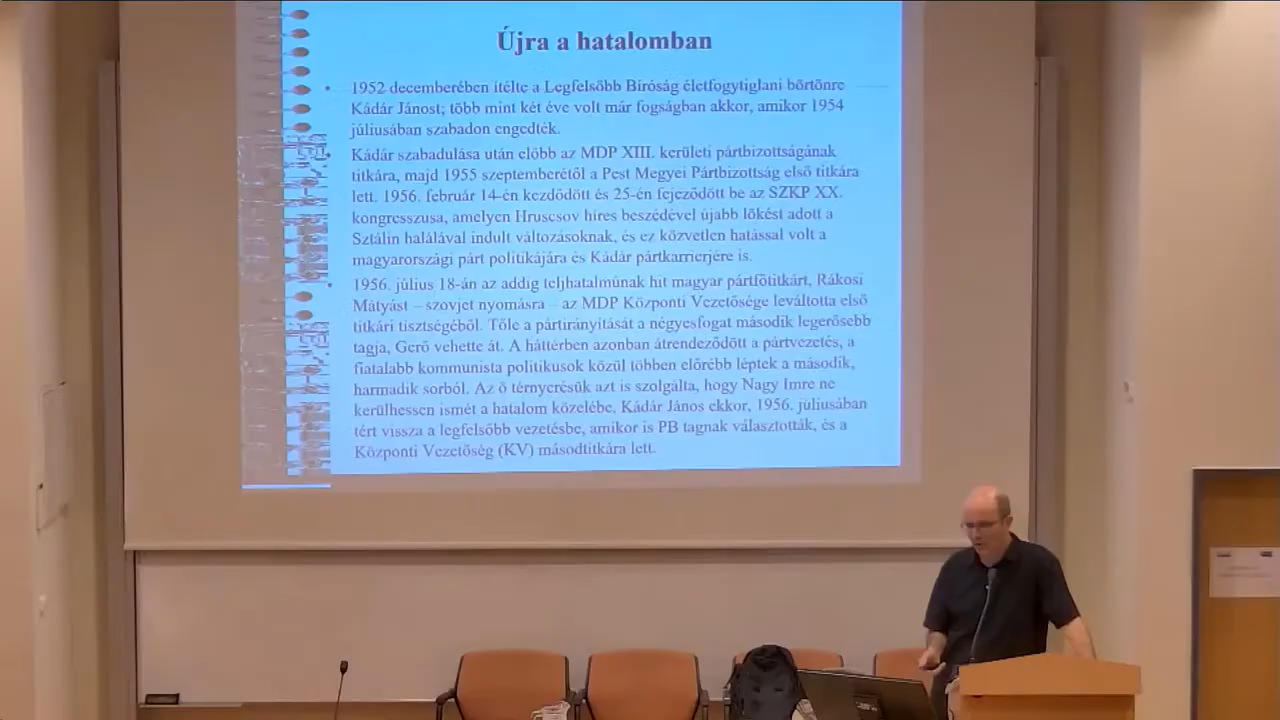 Újra a hatalomban
1952 decemberében ítélte a Legfelsőbb Bíróság életfogytiglani börtönre
Kádár Jánost; több mint két éve volt már fogságban akkor, amikor 1954
júliusában szabadon engedték.
Kádár szabadulása után előbb az MDP XIII. kerületi pártbizottságának
titkára, majd 1955 szeptemberétől a Pest Megyei Pártbizottság első titkára
lett. 1956. február 14-én kezdődött és 25-én fejeződött be az SZKP XX.
kongresszusa, amelyen Hruscsov híres beszédével újabb lökést adott a
Sztálin halálával indult változásoknak, és ez közvetlen hatással volt a
magyarországi párt politikájára és Kádár pártkarrierjére is.
1956. július 18-án az addig teljhatalmúnak hitt magyar pártfőtitkárt, Rákosi
Mátyást – szovjet nyomásra – az MDP Központi Vezetősége leváltotta első
titkári tisztségéből. Tőle a pártirányítását a négyesfogat második legerősebb
tagja, Gerő vehette át. A háttérben azonban átrendeződött a pártvezetés, a
fiatalabb kommunista politikusok közül többen előrébb léptek a második,
harmadik sorból. Az ő térnyerésük azt is szolgálta, hogy Nagy Imre ne
kerülhessen ismét a hatalom közelébe. Kádár János ekkor, 1956. júliusában
tért vissza a legfelsőbb vezetésbe, amikor is PB tagnak választották, és a
Központi Vezetőség (KV) másodtitkára lett.